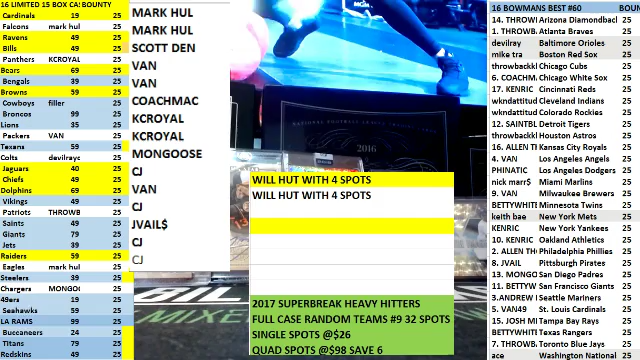 16 LIMITED 15 BOX CA: BOUNTY
Cardinals 19 25
Falcons mark hul 25
Ravens 49 25
Bills 49 25
Panthers KCROYAL 25
Bears 69 25
Bengals 39 25
Browns 59 25
Cowboys filler 25
Broncos 99 25
Lions 35 25
Packers VAN 25
Texans 59 25
Colts devilrayc 25
Jaguars 40 25
Chiefs 49 25
Dolphins 69 25
Vikings 49 25
Patriots THROWB 25
Saints 49 25
Giants 79 25
Jets 39 25
Raiders 59 25
Eagles mark hul 25
Steelers 39 25
Chargers MONGO 25
49ers 19 25
Seahawks 59 25
LA RAMS 99 25
Buccaneers 24 25
Titans 79 25
Redskins 49 25
MARK HUL
MARK HUL
SCOTT DEN
VAN
VAN
COACHMAC
KCROYAL
KCROYAL
MONGOOSE
CJ
VAN
CJ
JVAIL$
CJ
CJ
NATIONAL FOOTBALL LEAGUE
2016
WILL HUT WITH 4 SPOTS
WILL HUT WITH 4 SPOTS
2017 SUPERBREAK HEAVY HITTERS
FULL CASE RANDOM TEAMS #9 32 SPOTS
SINGLE SPOTS @$26
QUAD SPOTS @$98 SAVE 6
16 BOWMANS BEST #60 BOUN
14. THROWI Arizona Diamondbacl
1. THROWB. Atlanta Braves
devilray Baltimore Orioles
mike tra Boston Red Sox
throwbackl Chicago Cubs
6. COACHM. Chicago White Sox
17. KENRIC Cincinnati Reds
wkndattitud Cleveland Indians
wkndattitud Colorado Rockies
12. SAINTBL Detroit Tigers
throwbackl Houston Astros
16. ALLEN TI Kansas City Royals
4. VAN Los Angeles Angels
PHINATIC Los Angeles Dodgers
nick mar$ Miami Marlins
9. VAN Milwaukee Brewers
BETTYWHIT Minnesota Twins
keith bae New York Mets
KENRIC New York Yankees
10. KENRIC Oakland Athletics
2. ALLEN TH Philadelphia Phillies
8. JVAIL Pittsburgh Pirates
13. MONGO San Diego Padres
11. BETTYW San Francisco Giants
3.ANDREW I Seattle Mariners
5. VAN49 St. Louis Cardinals
15. JOSH MI Tampa Bay Rays
BETTYWHIT Texas Rangers
7. THROWB. Toronto Blue Jays
ace Washington National